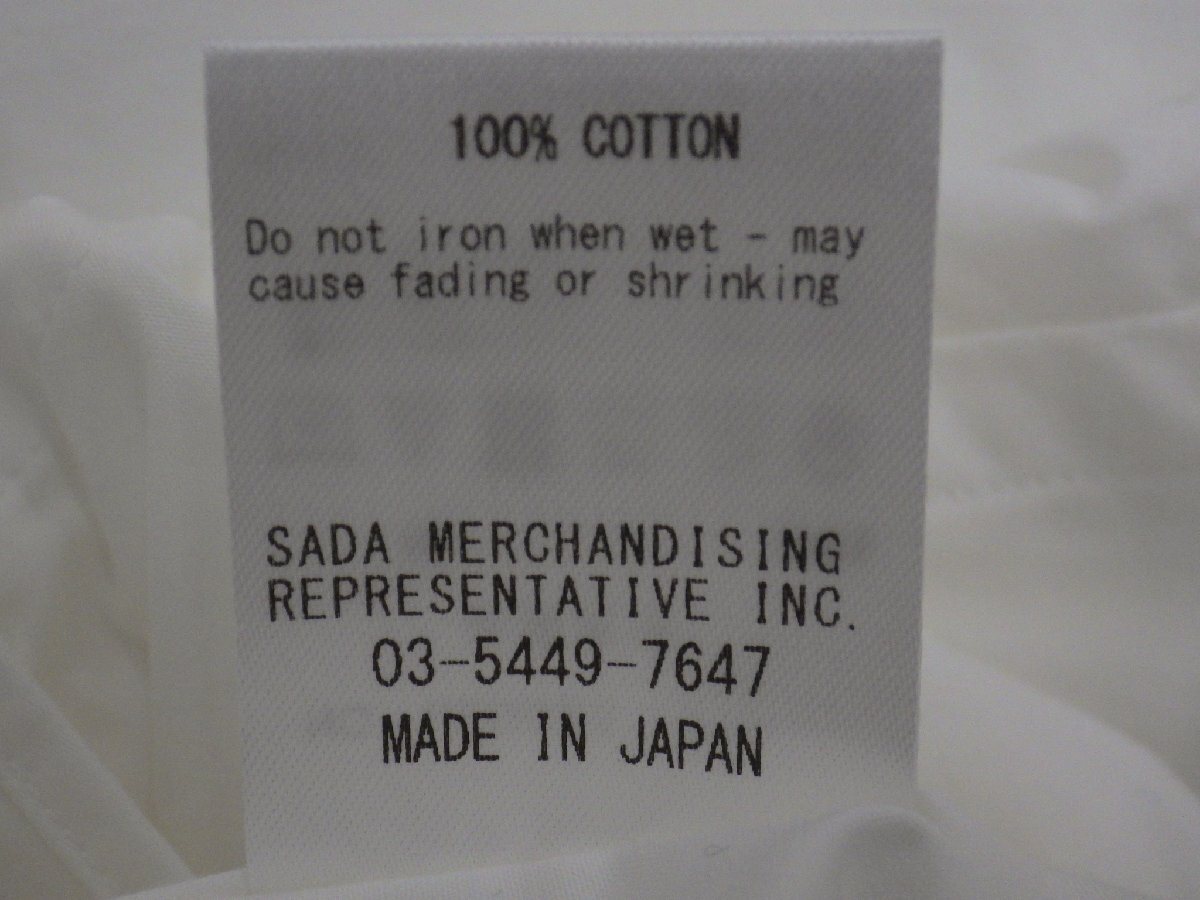 100% COTTON
Do not iron when wet - may
cause fading or shrinking
SADA MERCHANDISING
REPRESENTATIVE INC.
03-5449-7647
MADE IN JAPAN